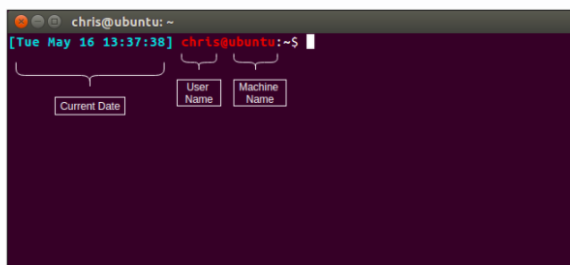 chris@ubuntu: ~
[Tue May 16 13:37:38] chris@ubuntu:~$
Current Date
User Name
Machine Name